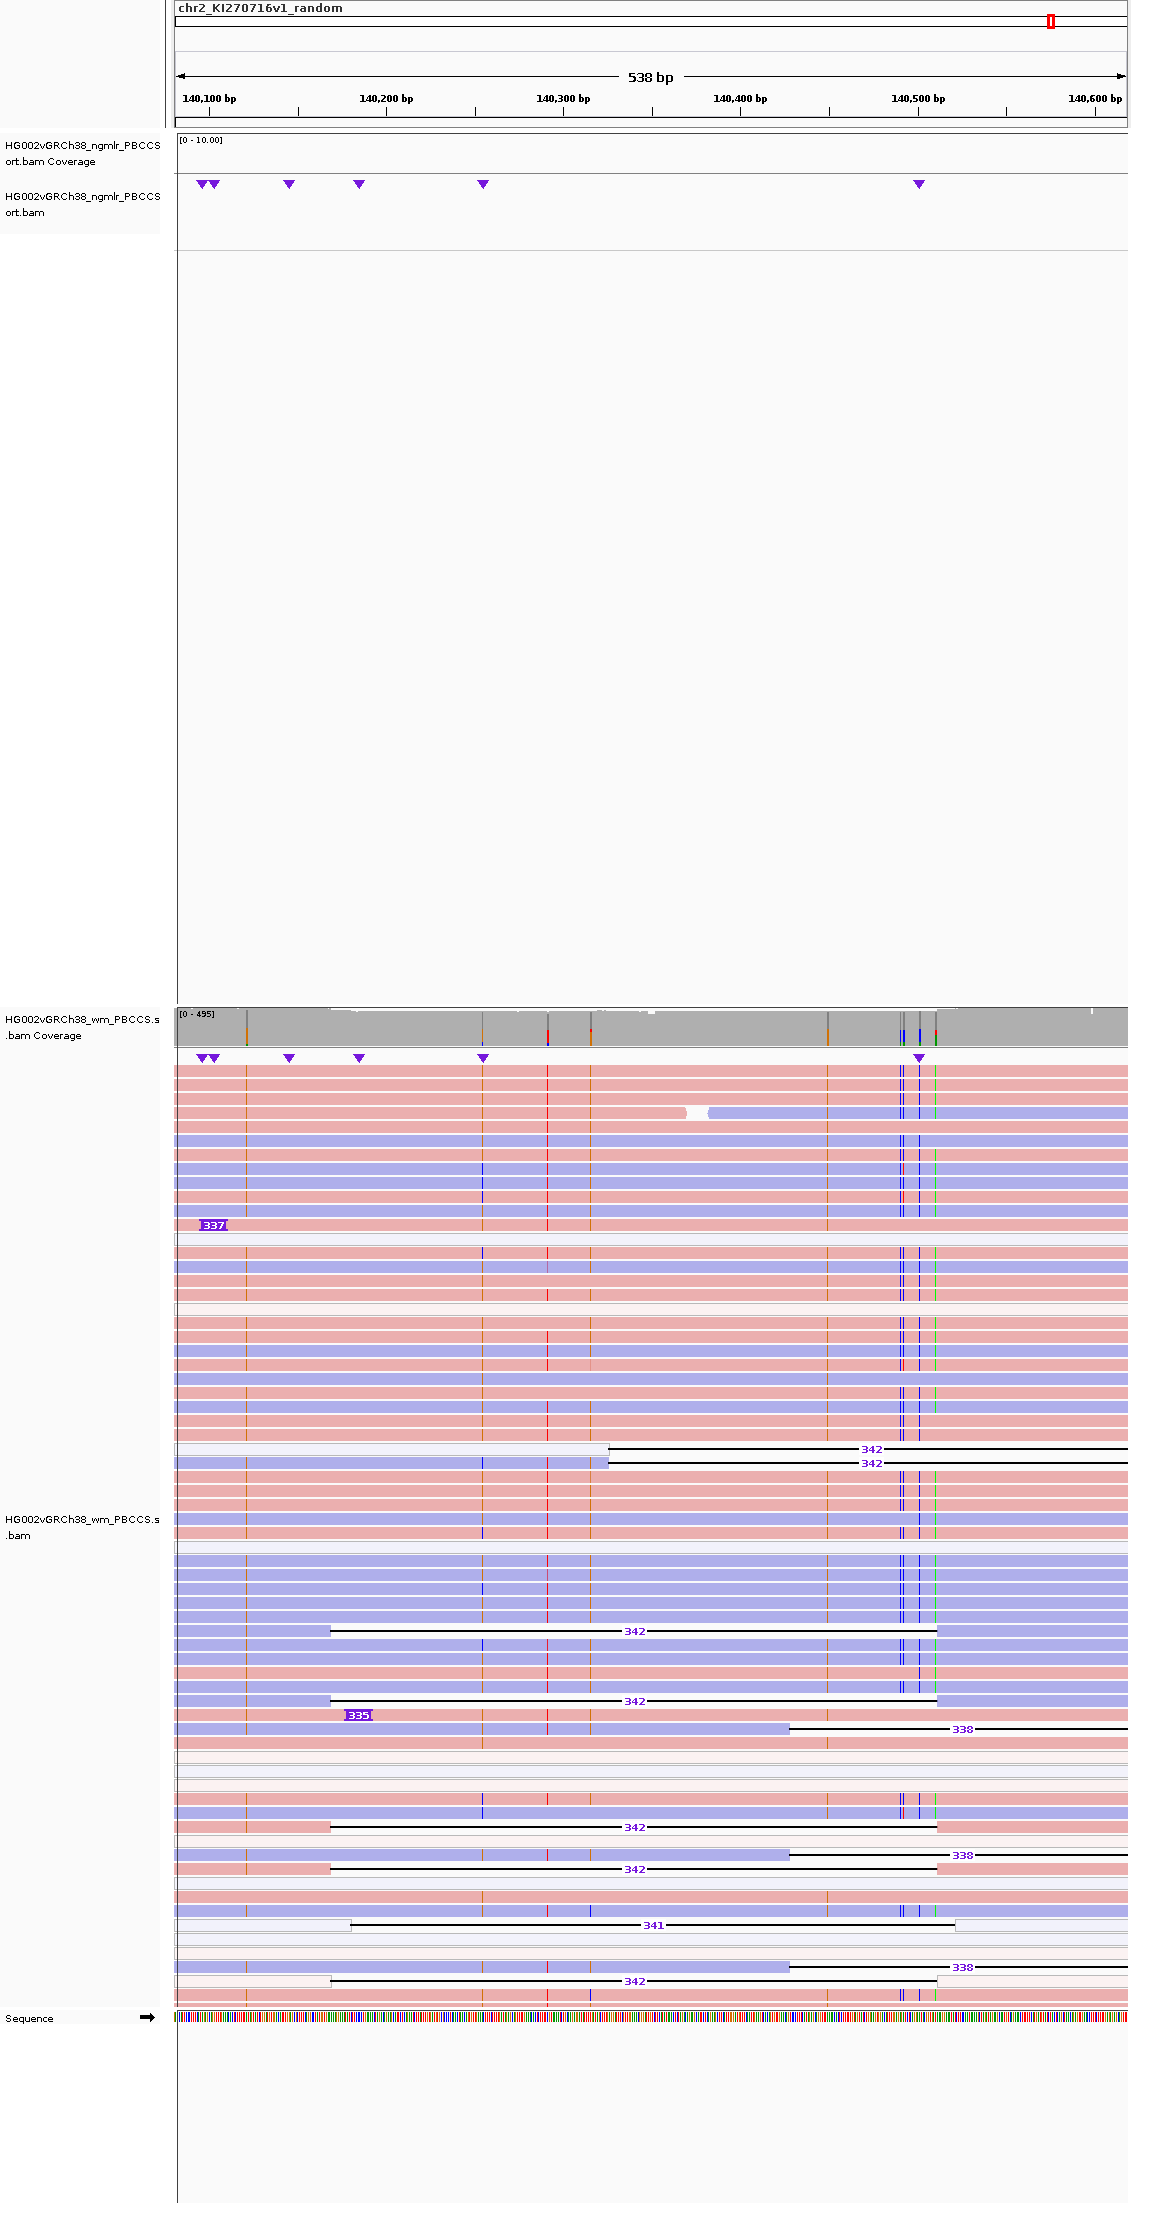 chr2_KI270716v1_random
538 bp
140,100 bp 140,200 bp 140,300 bp 140,400 bp 140,500 bp 140,600 bp
HG002vGRCh38_ngmlr_PBCCS
ort.bam Coverage
[0 - 10.00]
HG002vGRCh38_ngmlr_PBCCS
ort.bam
HG002vGRCh38_wm_PBCCS.s
.bam Coverage
[0 - 495]
337
342
342
HG002vGRCh38_wm_PBCCS.s
.bam
342
342
335
338
342
338
342
341
338
342
Sequence